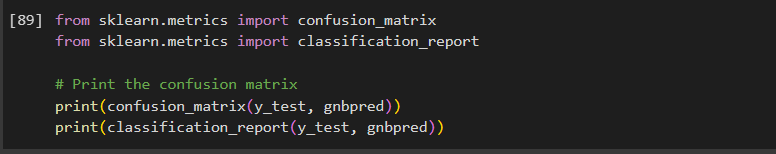 [89] from sklearn.metrics import confusion_matrix
from sklearn.metrics import classification_report
# Print the confusion matrix
print(confusion_matrix(y_test, gnbpred))
print(classification_report(y_test, gnbpred))